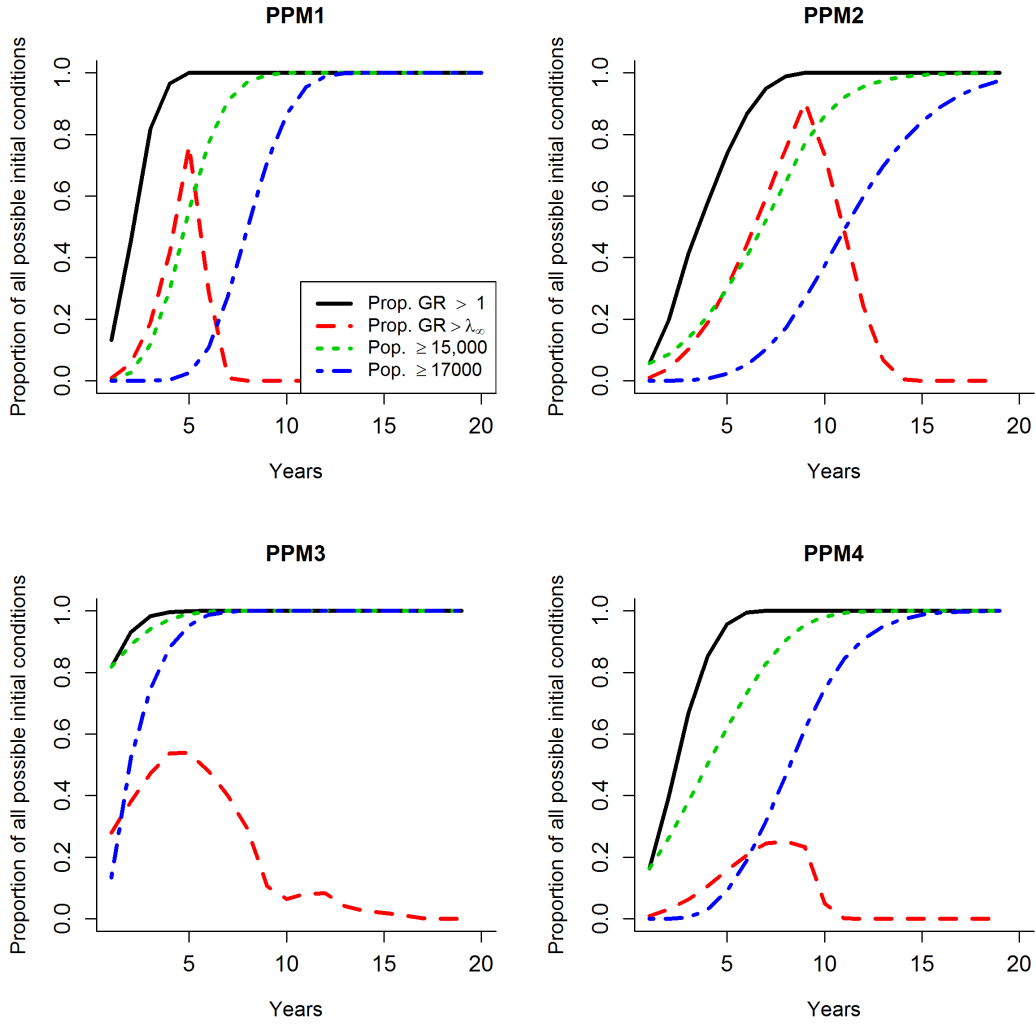 PPM1
Proportion of all possible initial conditions
0.0 0.2 0.4 0.6 0.8 1.0
Prop. GR > 1
Prop. GR > λ∞
Pop. ≥ 15,000
Pop. ≥ 17000
5 10 15 20
Years
PPM2
Proportion of all possible initial conditions
0.0 0.2 0.4 0.6 0.8 1.0
5 10 15 20
Years
PPM3
Proportion of all possible initial conditions
0.0 0.2 0.4 0.6 0.8 1.0
5 10 15 20
Years
PPM4
Proportion of all possible initial conditions
0.0 0.2 0.4 0.6 0.8 1.0
5 10 15 20
Years